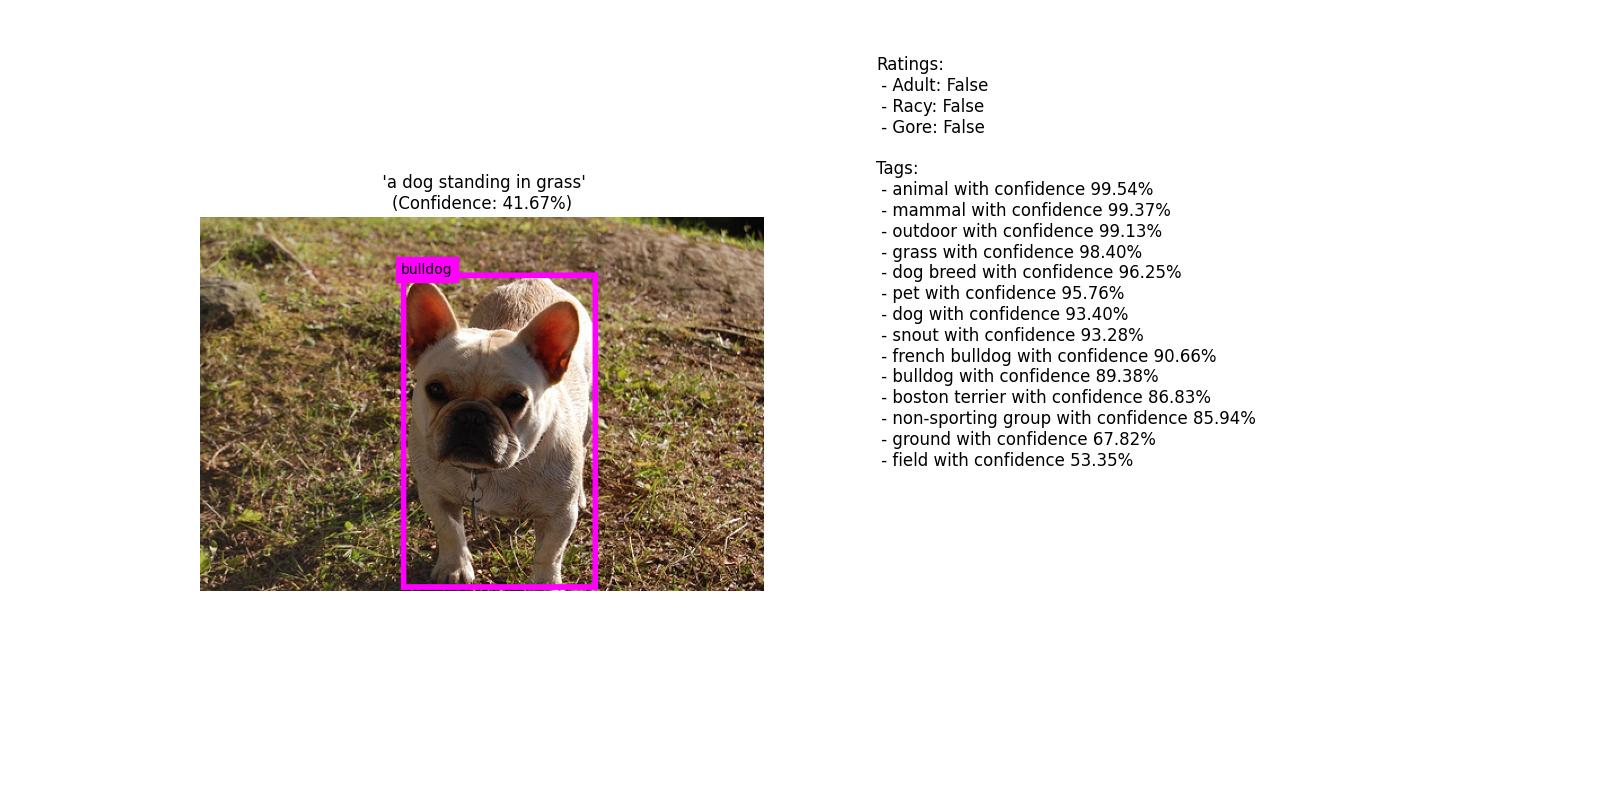 'a dog standing in grass'
(Confidence: 41.67%)
bulldog
Ratings:
- Adult: False
- Racy: False
- Gore: False
Tags:
- animal with confidence 99.54%
- mammal with confidence 99.37%
- outdoor with confidence 99.13%
- grass with confidence 98.40%
- dog breed with confidence 96.25%
- pet with confidence 95.76%
- dog with confidence 93.40%
- snout with confidence 93.28%
- french bulldog with confidence 90.66%
- bulldog with confidence 89.38%
- boston terrier with confidence 86.83%
- non-sporting group with confidence 85.94%
- ground with confidence 67.82%
- field with confidence 53.35%